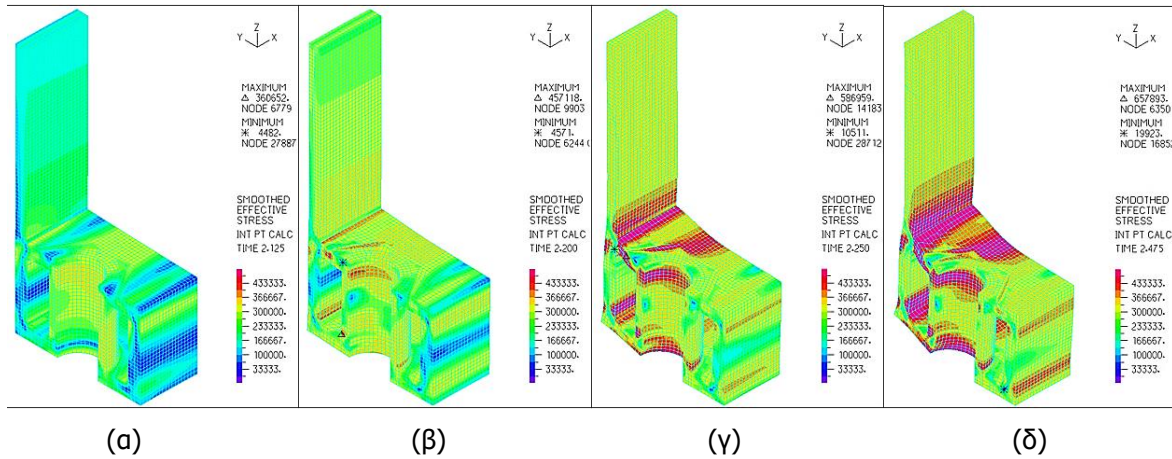 Z
Y X
MAXIMUM
△ 360652.
NODE 6779
MINIMUM
✳ 4482.
NODE 27887
SMOOTHED
EFFECTIVE
STRESS
INT PT CALC
TIME 2.125
433333.
366667.
300000.
233333.
166667.
100000.
33333.
(α)
Z
Y X
MAXIMUM
△ 457118.
NODE 9903
MINIMUM
✳ 4571.
NODE 6244
SMOOTHED
EFFECTIVE
STRESS
INT PT CALC
TIME 2.200
433333.
366667.
300000.
233333.
166667.
100000.
33333.
(β)
Z
Y X
MAXIMUM
△ 586959.
NODE 14183
MINIMUM
✳ 10511.
NODE 28712
SMOOTHED
EFFECTIVE
STRESS
INT PT CALC
TIME 2.250
433333.
366667.
300000.
233333.
166667.
100000.
33333.
(γ)
Z
Y X
MAXIMUM
△ 657893.
NODE 6350
MINIMUM
✳ 19923.
NODE 1685
SMOOTHED
EFFECTIVE
STRESS
INT PT CALC
TIME 2.475
433333.
366667.
300000.
233333.
166667.
100000.
33333.
(δ)